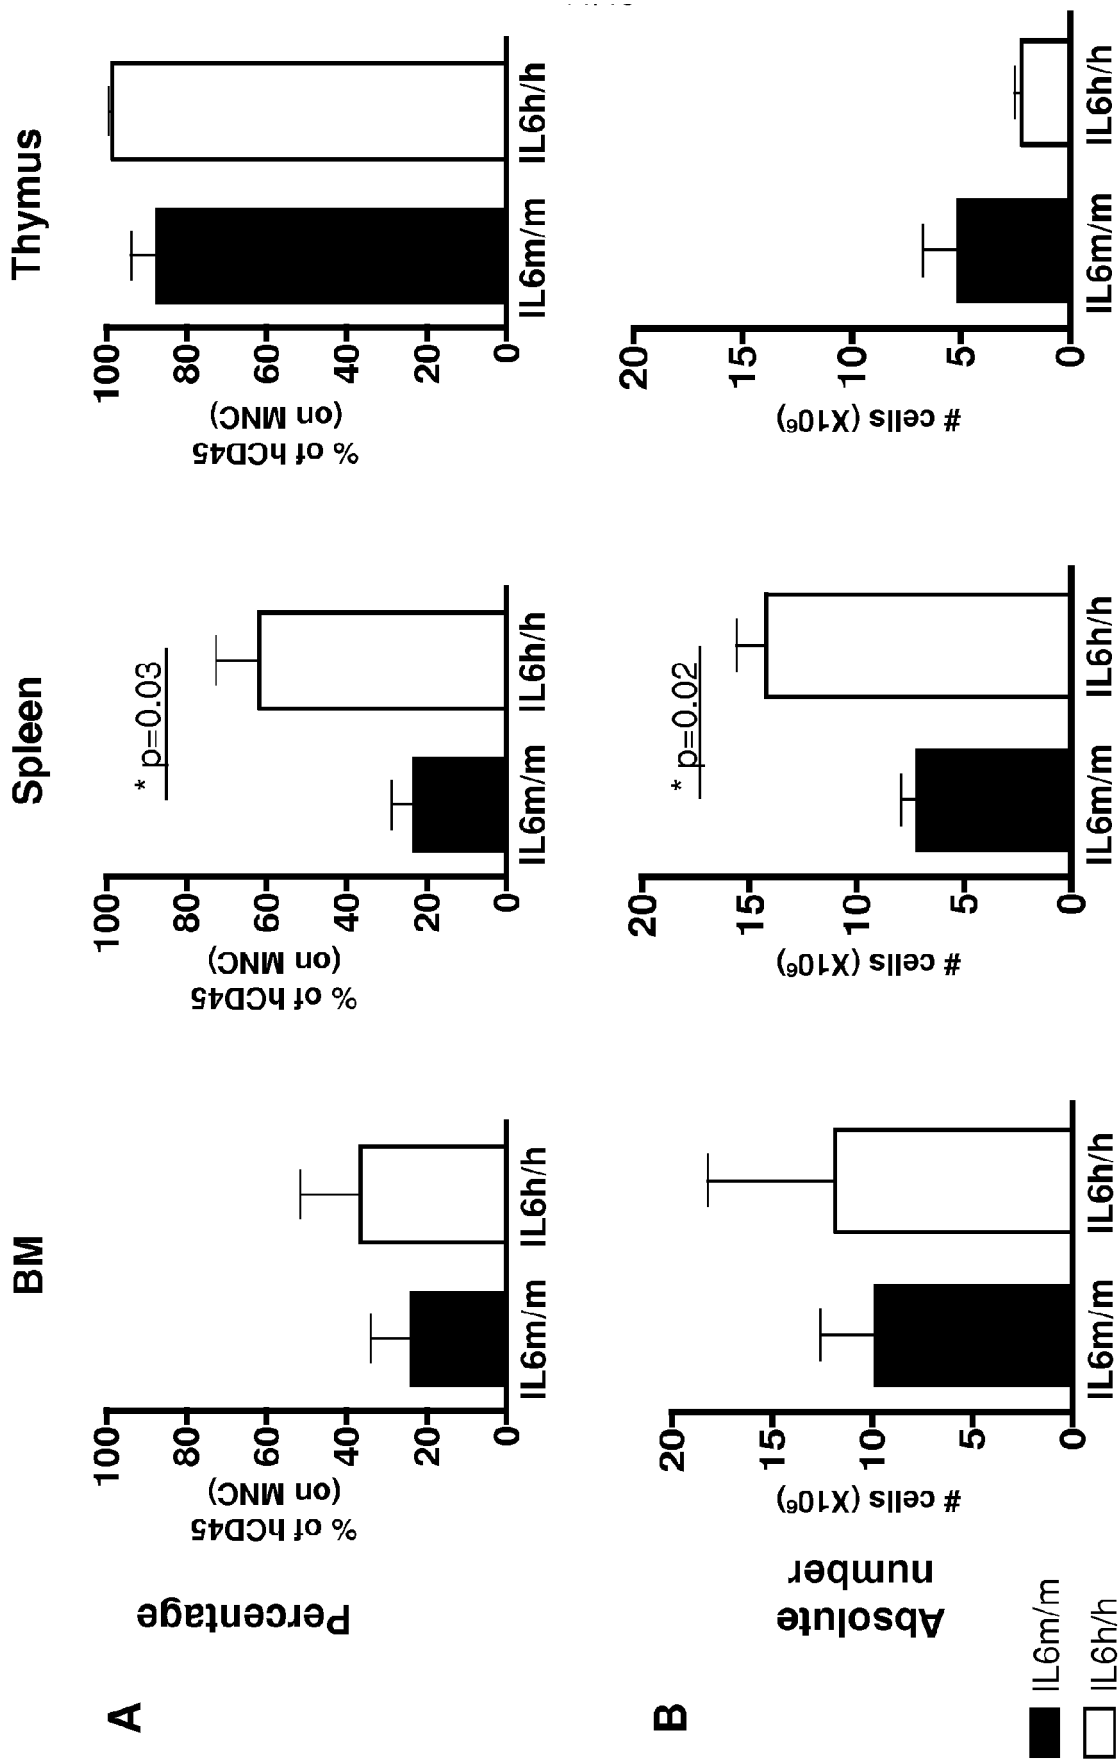 BM
Spleen
Thymus
A
Percentage
% of hCD45
(on MNC)
100
80
60
40
20
0
IL6m/m
IL6h/h
% of hCD45
(on MNC)
100
80
60
40
20
0
* p=0.03
IL6m/m
IL6h/h
% of hCD45
(on MNC)
100
80
60
40
20
0
IL6m/m
IL6h/h
B
Absolute
number
# cells (X10⁶)
20
15
10
5
0
IL6m/m
IL6h/h
# cells (X10⁶)
20
15
10
5
0
* p=0.02
IL6m/m
IL6h/h
# cells (X10⁶)
20
15
10
5
0
IL6m/m
IL6h/h
IL6m/m
IL6h/h